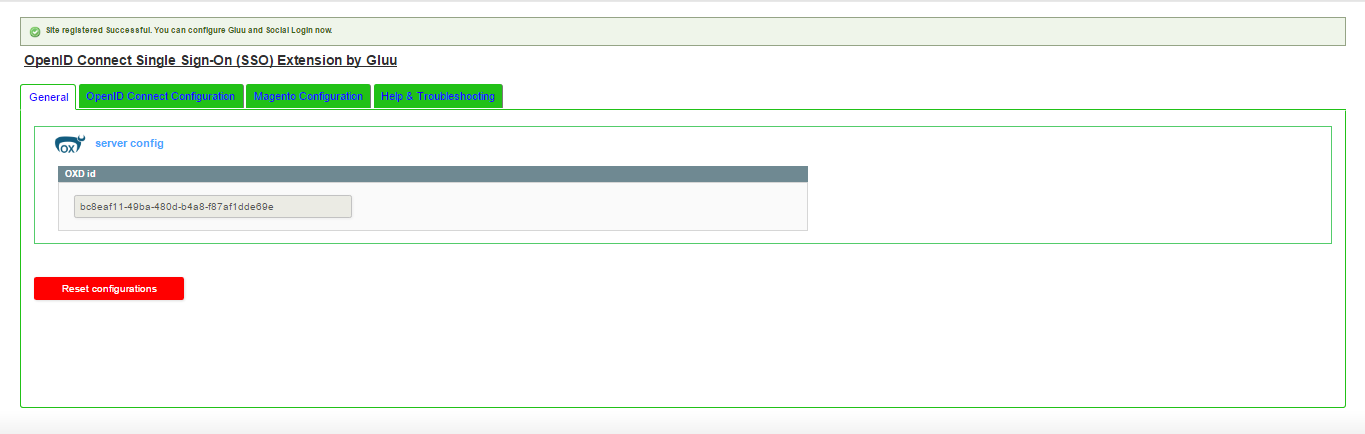 Site registered Successful. You can configure Gluu and Social Login now.
OpenID Connect Single Sign-On (SSO) Extension by Gluu
General OpenID Connect Configuration Magento Configuration Help & Troubleshooting
OX server config
OXD id
bc8eaf11-49ba-480d-b4a8-f87af1dde69e
Reset configurations